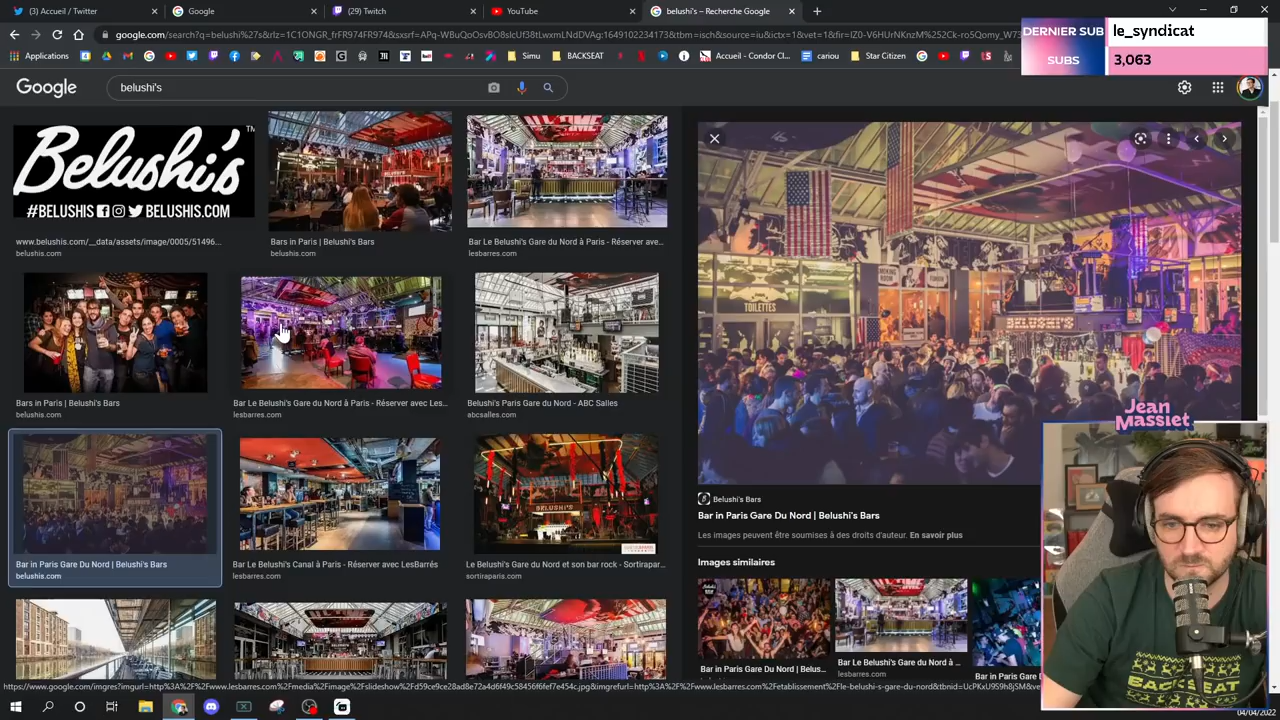 (3) Accueil / Twitter
Google
(29) Twitch
YouTube
belushi's – Recherche Google
DERNIER SUB
le_syndicat
SUBS
3,063
Applications
Simu
BACKSEAT
Accueil - Condor Cl...
cariou
Star Citizen
Google
belushi's
Belushi's
TM
#BELUSHIS BELUSHIS.COM
www.belushis.com/__data/assets/image/0005/51496...
belushis.com
Bars in Paris | Belushi's Bars
belushis.com
Bar Le Belushi's Gare du Nord à Paris - Réserver ave...
lesbarres.com
Bars in Paris | Belushi's Bars
belushis.com
Bar Le Belushi's Gare du Nord à Paris - Réserver avec Les...
lesbarres.com
Belushi's Paris Gare du Nord - ABC Salles
abcsalles.com
Bar in Paris Gare Du Nord | Belushi's Bars
belushis.com
Bar Le Belushi's Canal à Paris - Réserver avec LesBarrés
lesbarres.com
BELUSHI'S
Le Belushi's Gare du Nord et son bar rock - Sortirapar...
sortiraparis.com
TOILETTES
SMOKING ROOM
BELUSHI'S
Belushi's Bars
Bar in Paris Gare Du Nord | Belushi's Bars
Les images peuvent être soumises à des droits d'auteur. En savoir plus
Images similaires
Bar in Paris Gare Du Nord | Belus...
Bar Le Belushi's Gare du Nord à ...
lesbarres.com
Bar in Paris
Jean
Massiet
BACKSEAT
04/04/2022